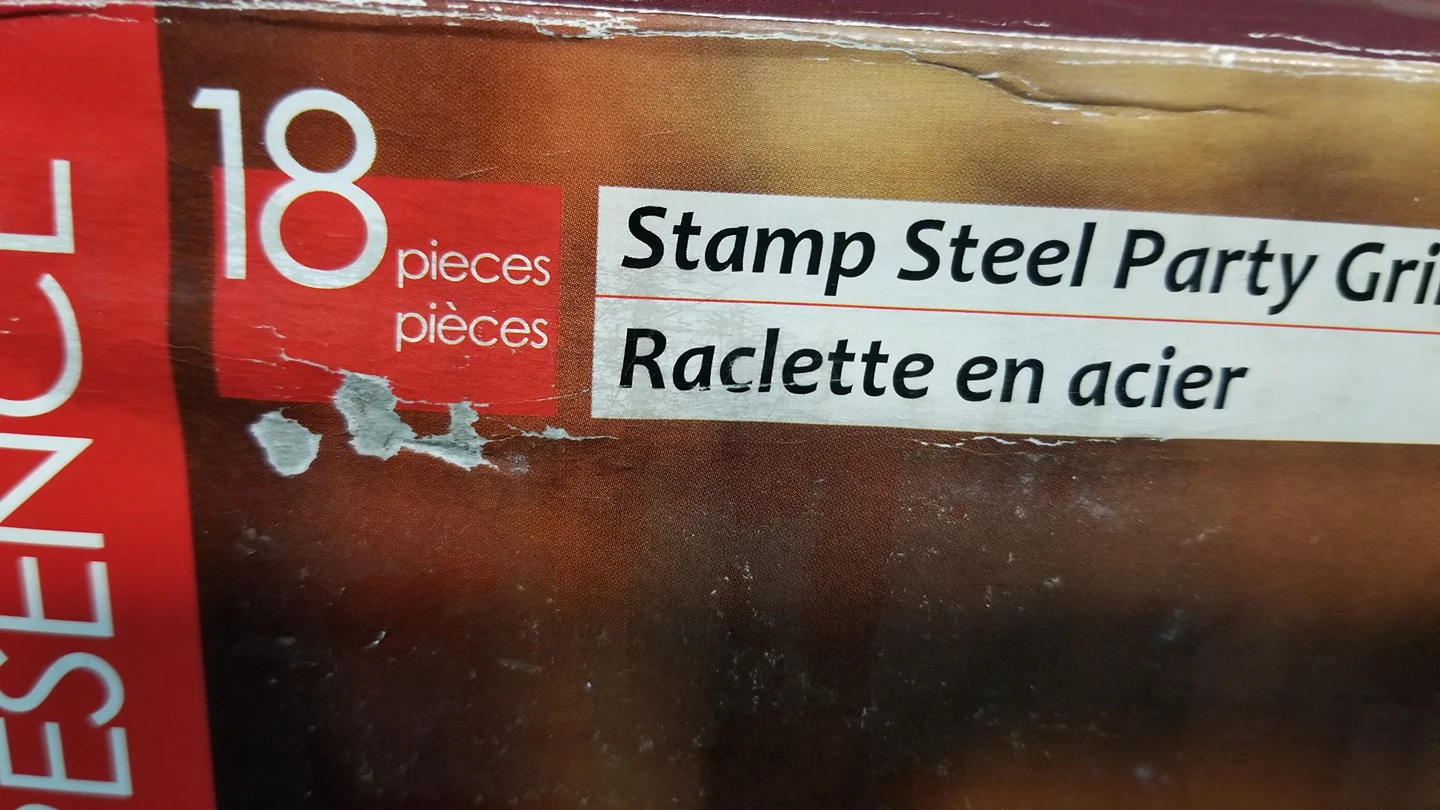 18
pieces
pièces
Stamp Steel Party Gri
Raclette en acier